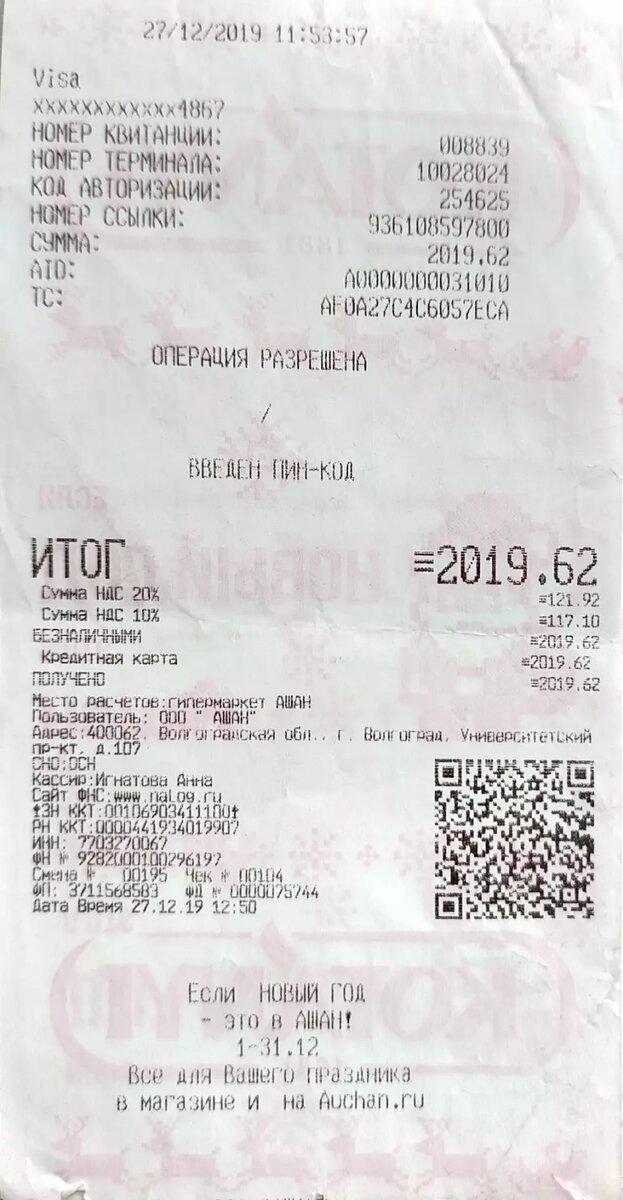 27/12/2019 11:53:57
Visa
xxxxxxxxxxxx4867
НОМЕР КВИТАНЦИИ: 008839
НОМЕР ТЕРМИНАЛА: 10028024
КОД АВТОРИЗАЦИИ: 254625
НОМЕР ССЫЛКИ: 936108597800
СУММА: 2019.62
AID: A0000000031010
TC: AF0A27C4C6057ECA
ОПЕРАЦИЯ РАЗРЕШЕНА
/
ВВЕДЕН ПИН-КОД
ИТОГ ≡2019.62
Сумма НДС 20% ≡121.92
Сумма НДС 10% ≡117.10
БЕЗНАЛИЧНЫМИ ≡2019.62
Кредитная карта ≡2019.62
ПОЛУЧЕНО ≡2019.62
Место расчетов:гипермаркет АШАН
Пользователь: ООО " АШАН"
Адрес:400062, Волгоградская обл., г. Волгоград, Университетский
пр-кт, д.107
СНО:ОСН
Кассир:Игнатова Анна
Сайт ФНС:www.nalog.ru
ЗН ККТ:00106903411100
РН ККТ:0000441934019907
ИНН: 7703270067
ФН № 9282000100296197
Смена № 00195 Чек № 00104
ФП: 3711568583 ФД № 0000075744
Дата Время 27.12.19 12:50
Если НОВЫЙ ГОД
- это в АШАН!
1-31.12
Все для Вашего праздника
в магазине и на Auchan.ru